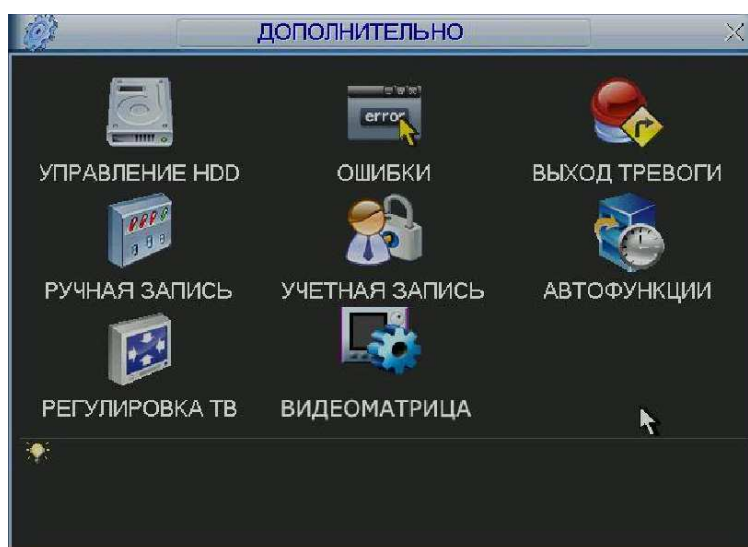 ДОПОЛНИТЕЛЬНО
error
УПРАВЛЕНИЕ HDD
ОШИБКИ
ВЫХОД ТРЕВОГИ
РУЧНАЯ ЗАПИСЬ
УЧЕТНАЯ ЗАПИСЬ
АВТОФУНКЦИИ
РЕГУЛИРОВКА ТВ
ВИДЕОМАТРИЦА